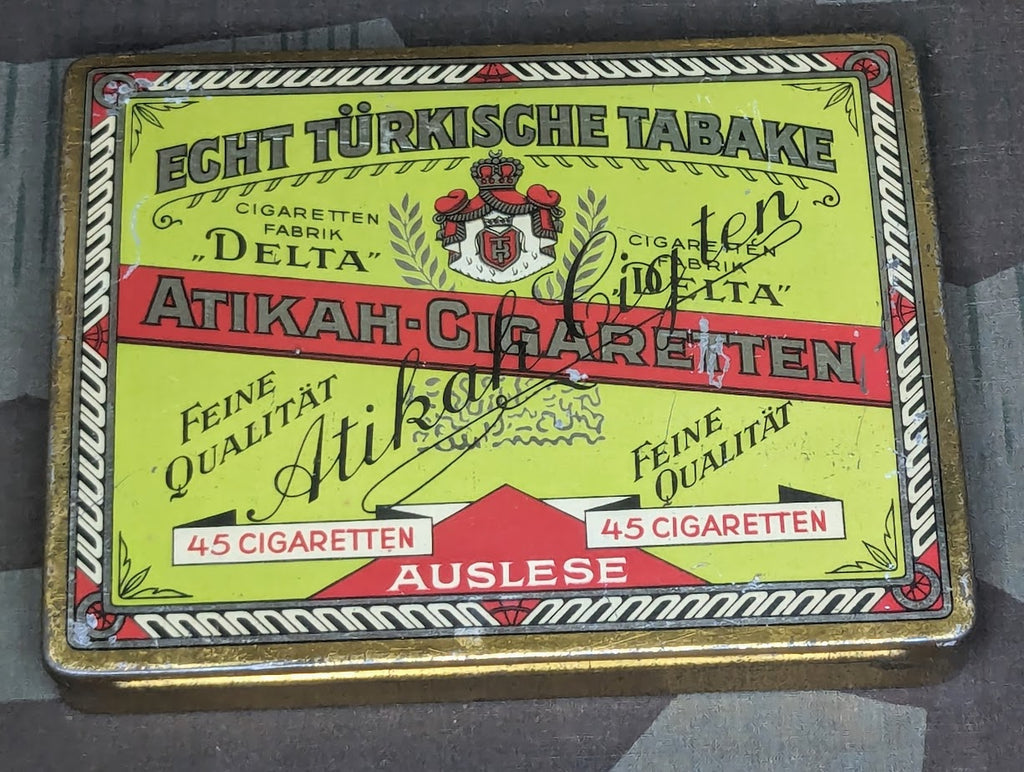 ECHT TÜRKISCHE TABAKE
CIGARETTEN
FABRIK
„DELTA”
CIGARETTEN
FABRIK
„DELTA”
ATIKAH-CIGARETTEN
Atikah
FEINE
QUALITÄT
FEINE
QUALITÄT
45 CIGARETTEN
45 CIGARETTEN
AUSLESE